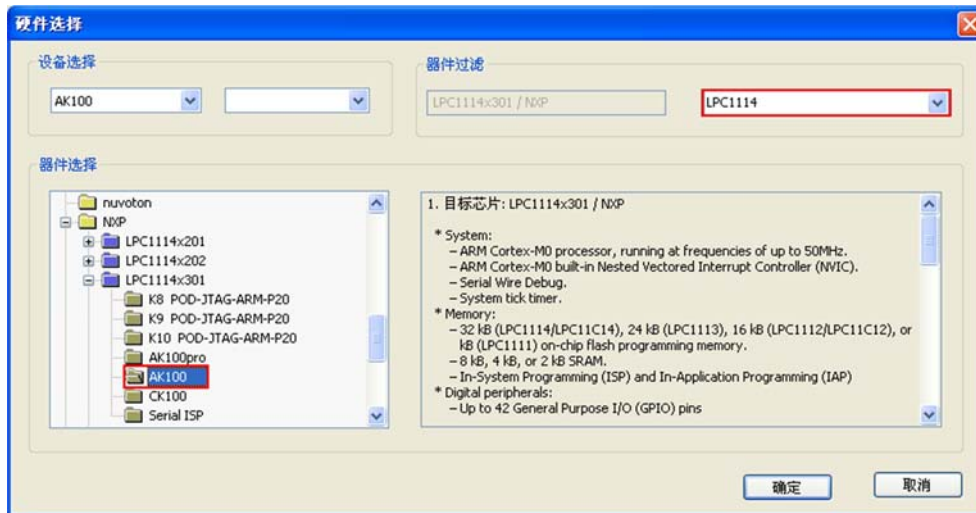 硬件选择
设备选择
AK100
器件过滤
LPC1114x301 / NXP
LPC1114
器件选择
nuvoton
NXP
LPC1114x201
LPC1114x202
LPC1114x301
K8 POD-JTAG-ARM-P20
K9 POD-JTAG-ARM-P20
K10 POD-JTAG-ARM-P20
AK100pro
AK100
CK100
Serial ISP
1. 目标芯片: LPC1114x301 / NXP
* System:
– ARM Cortex-M0 processor, running at frequencies of up to 50MHz.
– ARM Cortex-M0 built-in Nested Vectored Interrupt Controller (NVIC).
– Serial Wire Debug.
– System tick timer.
* Memory:
– 32 kB (LPC1114/LPC11C14), 24 kB (LPC1113), 16 kB (LPC1112/LPC11C12), or
kB (LPC1111) on-chip flash programming memory.
– 8 kB, 4 kB, or 2 kB SRAM.
– In-System Programming (ISP) and In-Application Programming (IAP)
* Digital peripherals:
– Up to 42 General Purpose I/O (GPIO) pins
确定
取消